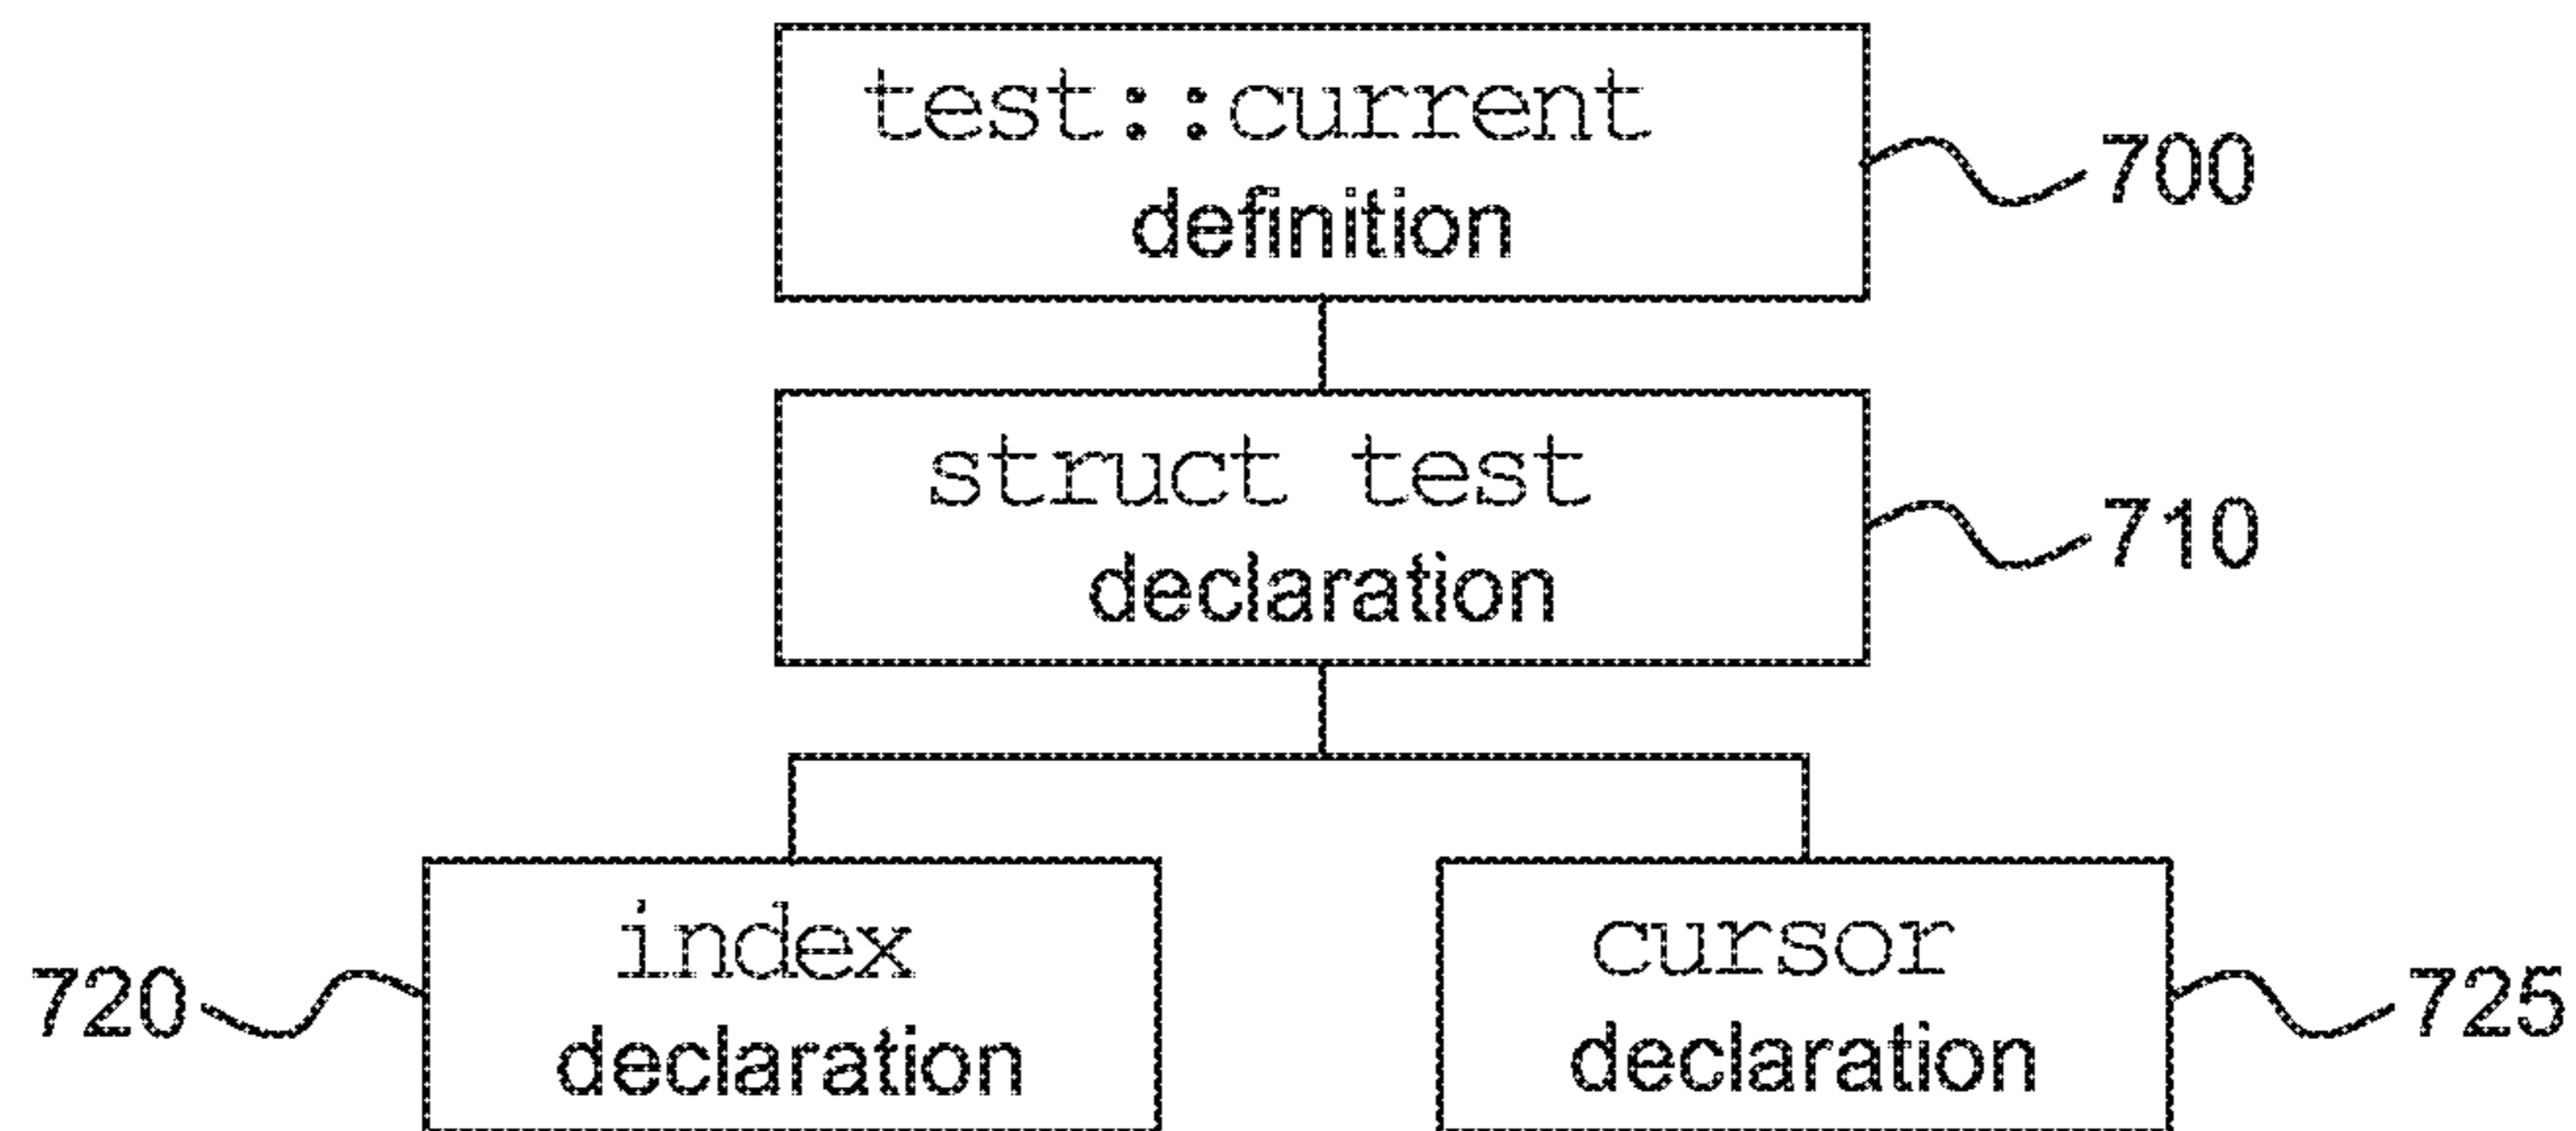 test::current
definition
700
struct test
declaration
710
index
declaration
720
cursor
declaration
725